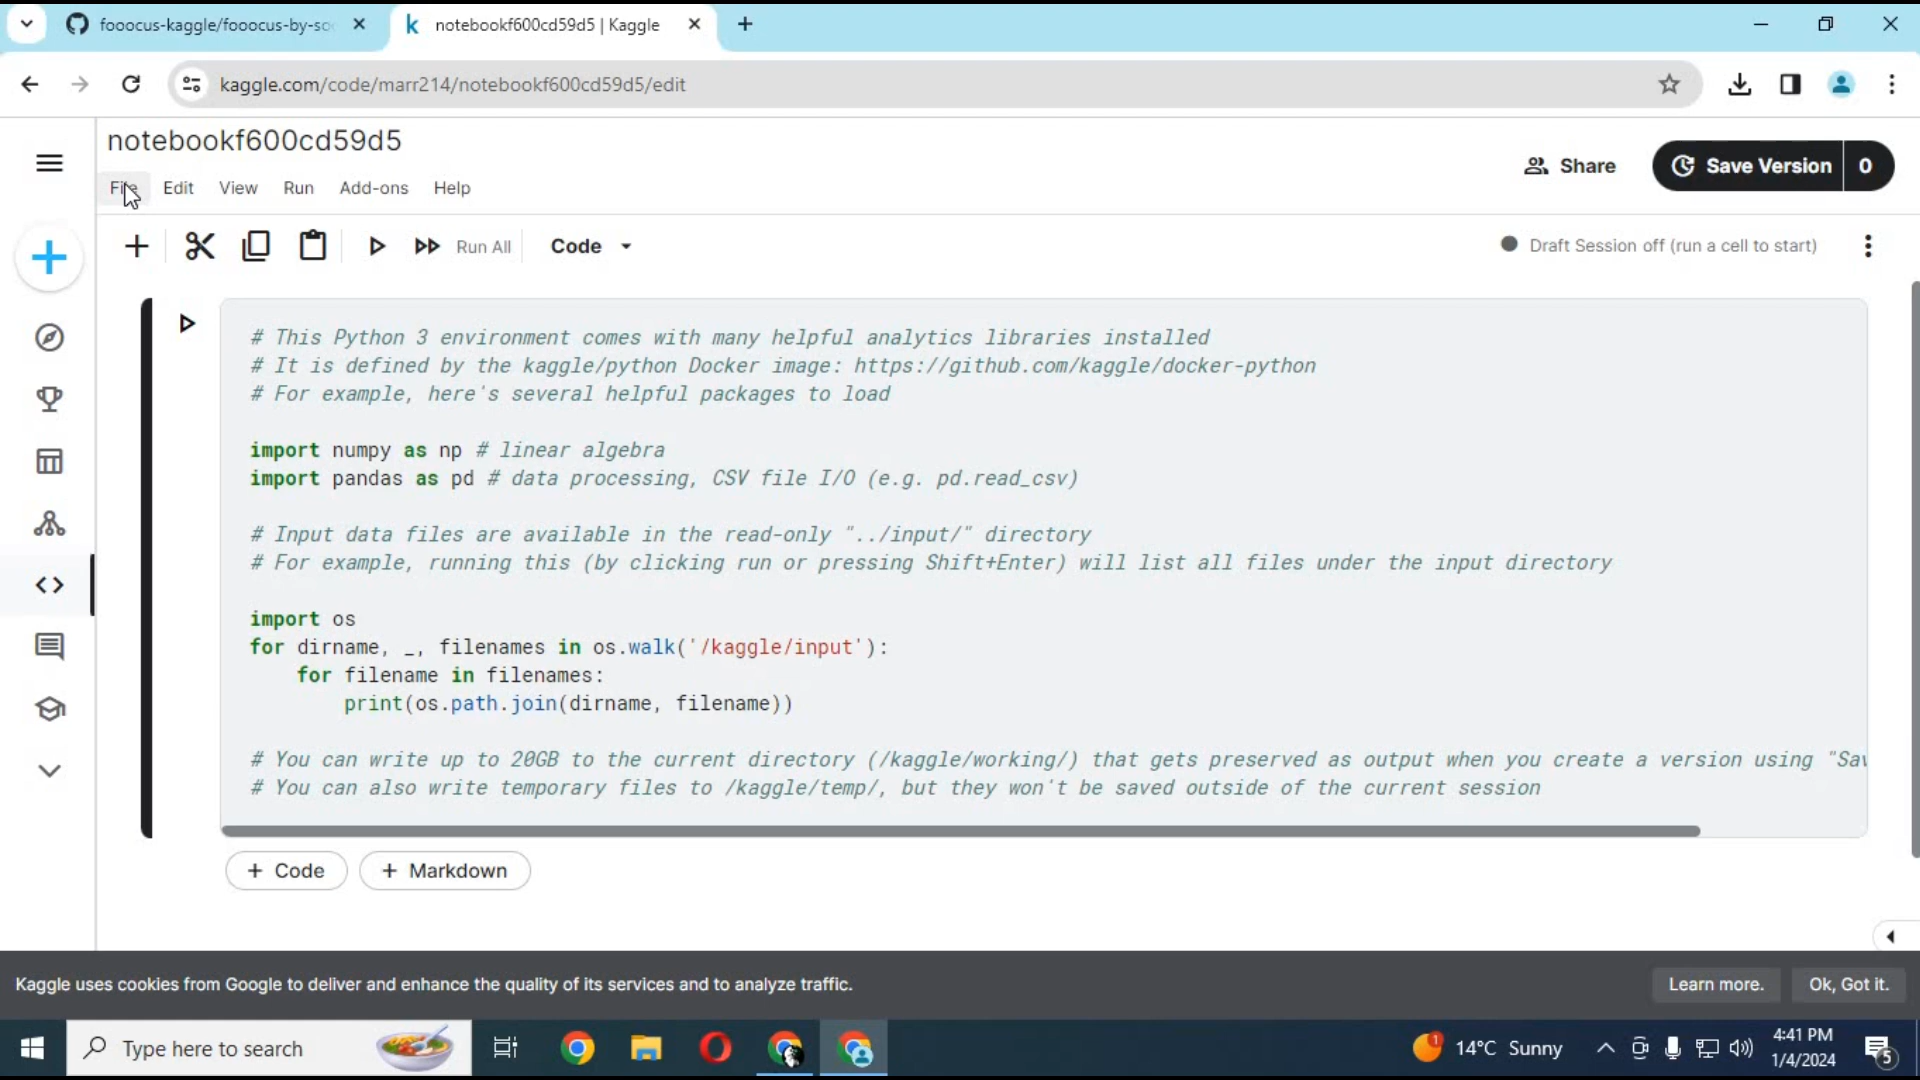 fooocus-kaggle/fooocus-by-so
notebookf600cd59d5 | Kaggle
kaggle.com/code/marr214/notebookf600cd59d5/edit
notebookf600cd59d5
File Edit View Run Add-ons Help
Share
Save Version 0
Run All
Code
Draft Session off (run a cell to start)
# This Python 3 environment comes with many helpful analytics libraries installed
# It is defined by the kaggle/python Docker image: https://github.com/kaggle/docker-python
# For example, here's several helpful packages to load
import numpy as np # linear algebra
import pandas as pd # data processing, CSV file I/O (e.g. pd.read_csv)
# Input data files are available in the read-only "../input/" directory
# For example, running this (by clicking run or pressing Shift+Enter) will list all files under the input directory
import os
for dirname, _, filenames in os.walk('/kaggle/input'):
for filename in filenames:
print(os.path.join(dirname, filename))
# You can write up to 20GB to the current directory (/kaggle/working/) that gets preserved as output when you create a version using "Sav
# You can also write temporary files to /kaggle/temp/, but they won't be saved outside of the current session
+ Code
+ Markdown
Kaggle uses cookies from Google to deliver and enhance the quality of its services and to analyze traffic.
Learn more.
Ok, Got it.
Type here to search
1
14°C Sunny
4:41 PM
1/4/2024
5